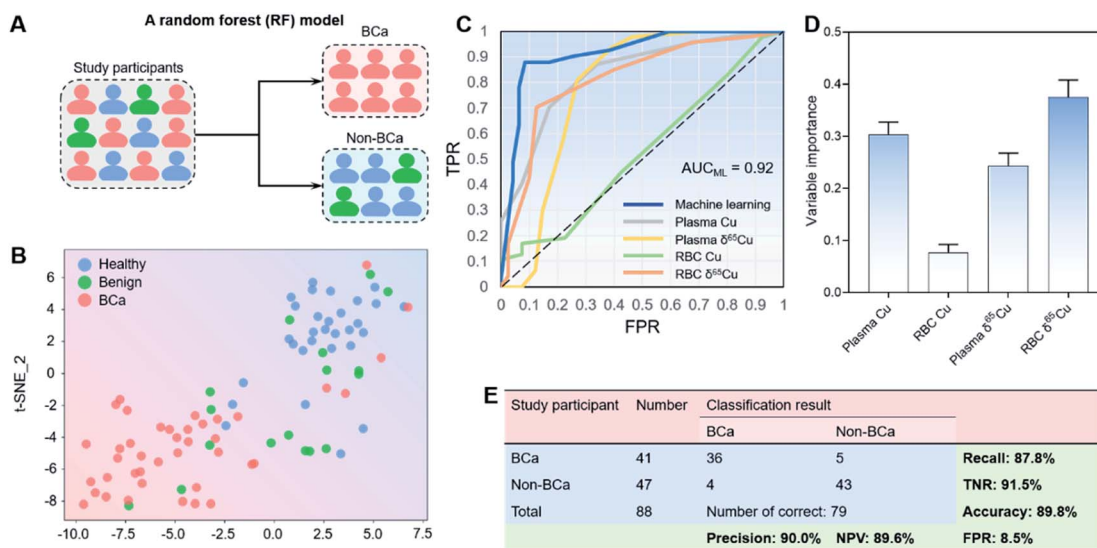 A
A random forest (RF) model
Study participants
BCa
Non-BCa
B
Healthy
Benign
BCa
t-SNE_2
6
4
2
0
-2
-4
-6
-8
-10.0 -7.5 -5.0 -2.5 0.0 2.5 5.0 7.5
C
TPR
1
0.9
0.8
0.7
0.6
0.5
0.4
0.3
0.2
0.1
0
AUC_ML = 0.92
Machine learning
Plasma Cu
Plasma δ⁶⁵Cu
RBC Cu
RBC δ⁶⁵Cu
0 0.1 0.2 0.3 0.4 0.5 0.6 0.7 0.8 0.9 1
FPR
D
Variable importance
0.5
0.4
0.3
0.2
0.1
0.0
Plasma Cu
RBC Cu
Plasma δ⁶⁵Cu
RBC δ⁶⁵Cu
E
Study participant Number Classification result
BCa Non-BCa
BCa 41 36 5 Recall: 87.8%
Non-BCa 47 4 43 TNR: 91.5%
Total 88 Number of correct: 79 Accuracy: 89.8%
Precision: 90.0% NPV: 89.6% FPR: 8.5%